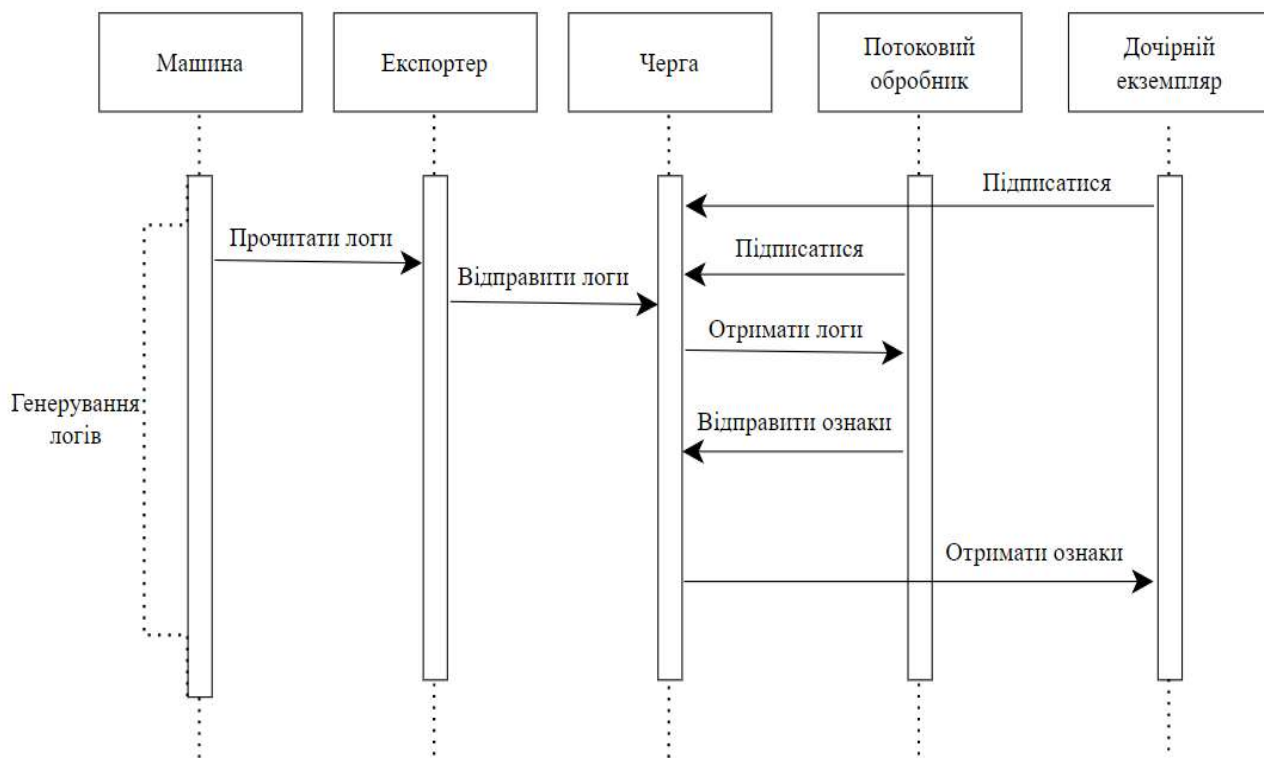 Машина
Експортер
Черга
Потоковий
обробник
Дочірній
екземпляр
Підписатися
Прочитати логи
Підписатися
Відправити логи
Отримати логи
Генерування
логів
Відправити ознаки
Отримати ознаки